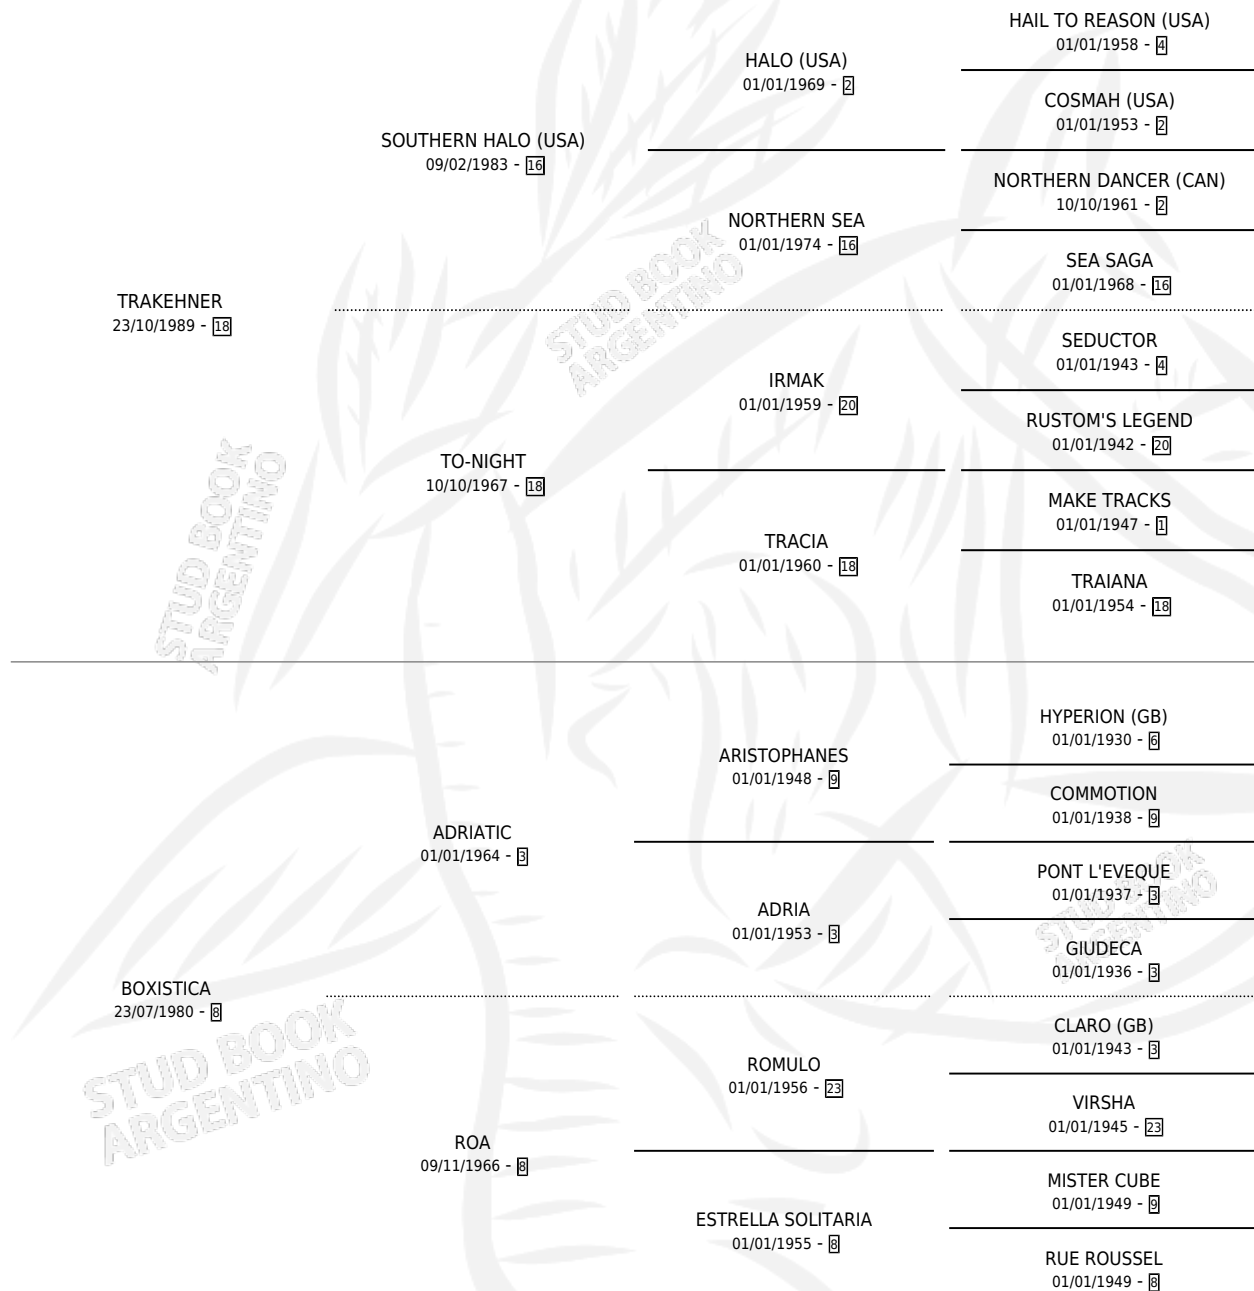 HAIL TO REASON (USA)
01/01/1958 - 4
HALO (USA)
01/01/1969 - 2
COSMAH (USA)
01/01/1953 - 2
SOUTHERN HALO (USA)
09/02/1983 - 16
NORTHERN DANCER (CAN)
10/10/1961 - 2
NORTHERN SEA
01/01/1974 - 16
SEA SAGA
01/01/1968 - 16
TRAKEHNER
23/10/1989 - 18
SEDUCTOR
01/01/1943 - 4
IRMAK
01/01/1959 - 20
RUSTOM'S LEGEND
01/01/1942 - 20
TO-NIGHT
10/10/1967 - 18
MAKE TRACKS
01/01/1947 - 1
TRACIA
01/01/1960 - 18
TRAIANA
01/01/1954 - 18
HYPERION (GB)
01/01/1930 - 6
ARISTOPHANES
01/01/1948 - 9
COMMOTION
01/01/1938 - 9
ADRIATIC
01/01/1964 - 3
PONT L'EVEQUE
01/01/1937 - 3
ADRIA
01/01/1953 - 3
GIUDECA
01/01/1936 - 3
BOXISTICA
23/07/1980 - 8
CLARO (GB)
01/01/1943 - 3
ROMULO
01/01/1956 - 23
VIRSHA
01/01/1945 - 23
ROA
09/11/1966 - 8
MISTER CUBE
01/01/1949 - 9
ESTRELLA SOLITARIA
01/01/1955 - 8
RUE ROUSSEL
01/01/1949 - 8
STUD BOOK
ARGENTINO
STUD BOOK
ARGENTINO
STUD BOOK
ARGENTINO
STUD BOOK
ARGENTINO